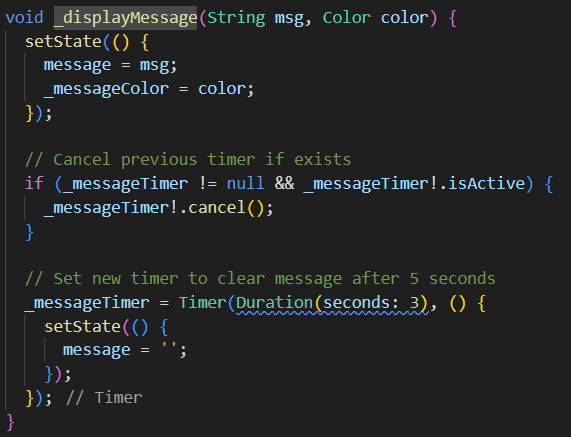 void _displayMessage(String msg, Color color) {
  setState(() {
    message = msg;
    _messageColor = color;
  });

  // Cancel previous timer if exists
  if (_messageTimer != null && _messageTimer!.isActive) {
    _messageTimer!.cancel();
  }

  // Set new timer to clear message after 5 seconds
  _messageTimer = Timer(Duration(seconds: 3), () {
    setState(() {
      message = '';
    });
  }); // Timer
}